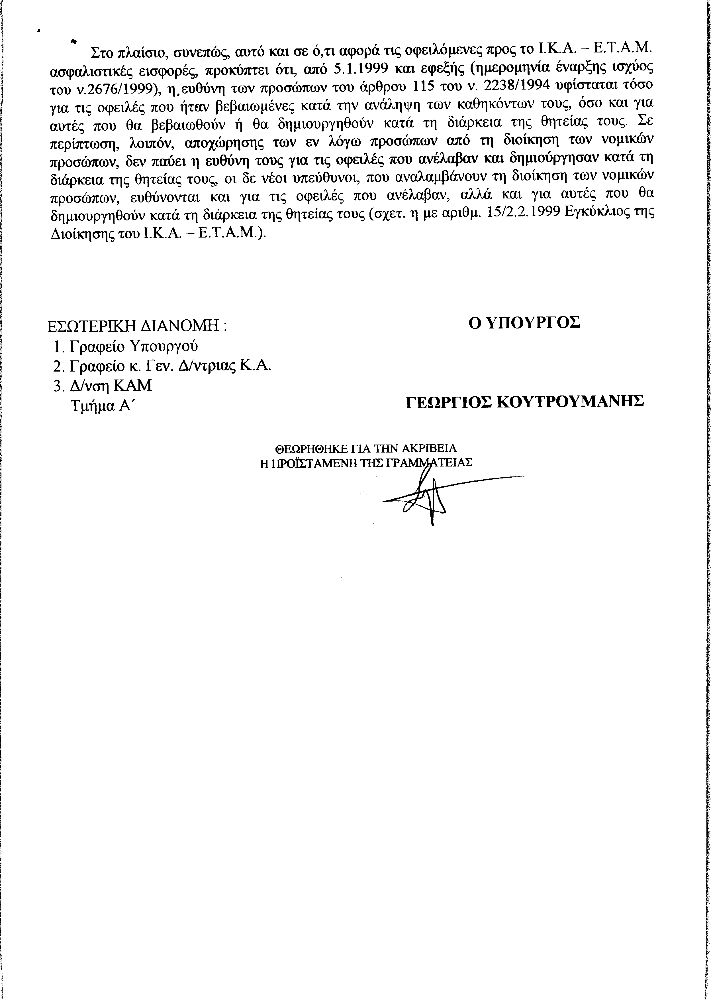 Στο πλαίσιο, συνεπώς, αυτό και σε ό,τι αφορά τις οφειλόμενες προς το Ι.Κ.Α. – Ε.Τ.Α.Μ.
ασφαλιστικές εισφορές, προκύπτει ότι, από 5.1.1999 και εφεξής (ημερομηνία έναρξης ισχύος
του ν.2676/1999), η ευθύνη των προσώπων του άρθρου 115 του ν. 2238/1994 υφίσταται τόσο
για τις οφειλές που ήταν βεβαιωμένες κατά την ανάληψη των καθηκόντων τους, όσο και για
αυτές που θα βεβαιωθούν ή θα δημιουργηθούν κατά τη διάρκεια της θητείας τους. Σε
περίπτωση, λοιπόν, αποχώρησης των εν λόγω προσώπων από τη διοίκηση των νομικών
προσώπων, δεν παύει η ευθύνη τους για τις οφειλές που ανέλαβαν και δημιούργησαν κατά τη
διάρκεια της θητείας τους, οι δε νέοι υπεύθυνοι, που αναλαμβάνουν τη διοίκηση των νομικών
προσώπων, ευθύνονται και για τις οφειλές που ανέλαβαν, αλλά και για αυτές που θα
δημιουργηθούν κατά τη διάρκεια της θητείας τους (σχετ. η με αριθμ. 15/2.2.1999 Εγκύκλιος της
Διοίκησης του Ι.Κ.Α. – Ε.Τ.Α.Μ.).
ΕΣΩΤΕΡΙΚΗ ΔΙΑΝΟΜΗ :
1. Γραφείο Υπουργού
2. Γραφείο κ. Γεν. Δ/ντριας Κ.Α.
3. Δ/νση ΚΑΜ
Τμήμα Α΄
Ο ΥΠΟΥΡΓΟΣ
ΓΕΩΡΓΙΟΣ ΚΟΥΤΡΟΥΜΑΝΗΣ
ΘΕΩΡΗΘΗΚΕ ΓΙΑ ΤΗΝ ΑΚΡΙΒΕΙΑ
Η ΠΡΟΪΣΤΑΜΕΝΗ ΤΗΣ ΓΡΑΜΜΑΤΕΙΑΣ